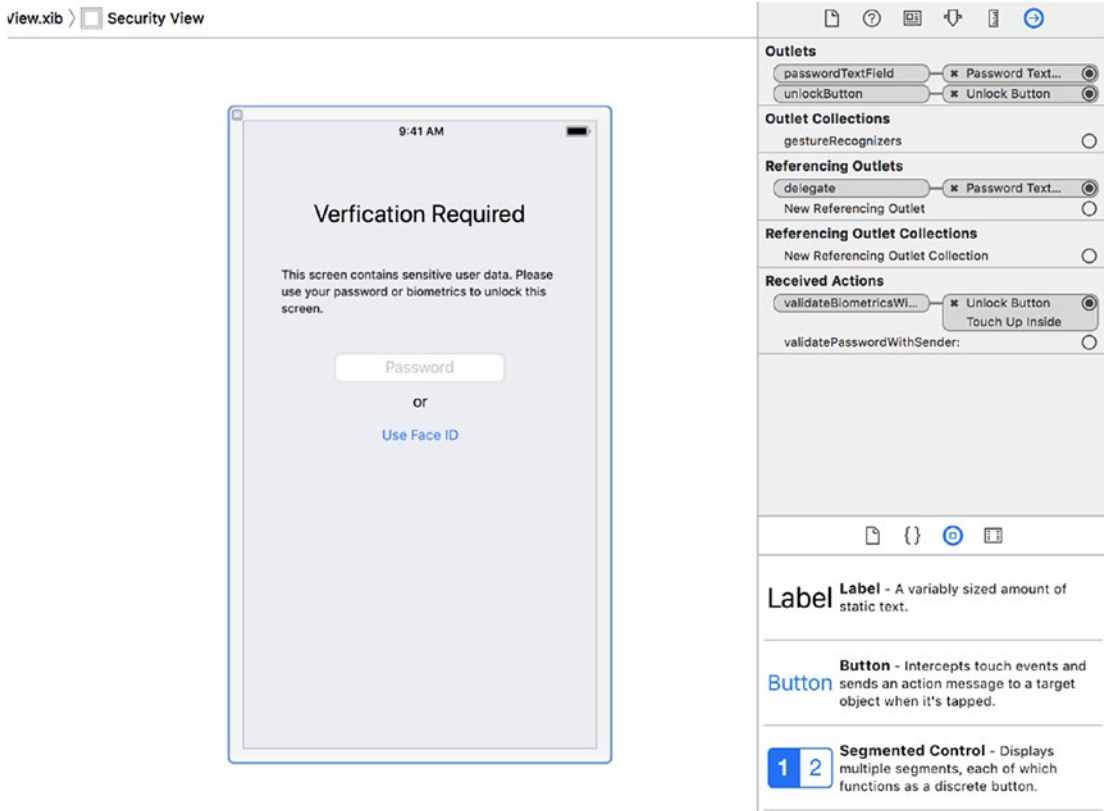 View.xib 〉 Security View
Outlets
passwordTextField ✖ Password Text...
unlockButton ✖ Unlock Button
Outlet Collections
gestureRecognizers
Referencing Outlets
delegate ✖ Password Text...
New Referencing Outlet
Referencing Outlet Collections
New Referencing Outlet Collection
Received Actions
validateBiometricsWi... ✖ Unlock Button
Touch Up Inside
validatePasswordWithSender:
9:41 AM
Verfication Required
This screen contains sensitive user data. Please
use your password or biometrics to unlock this
screen.
Password
or
Use Face ID
{}
Label
Label - A variably sized amount of
static text.
Button
Button - Intercepts touch events and
sends an action message to a target
object when it's tapped.
1 2
Segmented Control - Displays
multiple segments, each of which
functions as a discrete button.